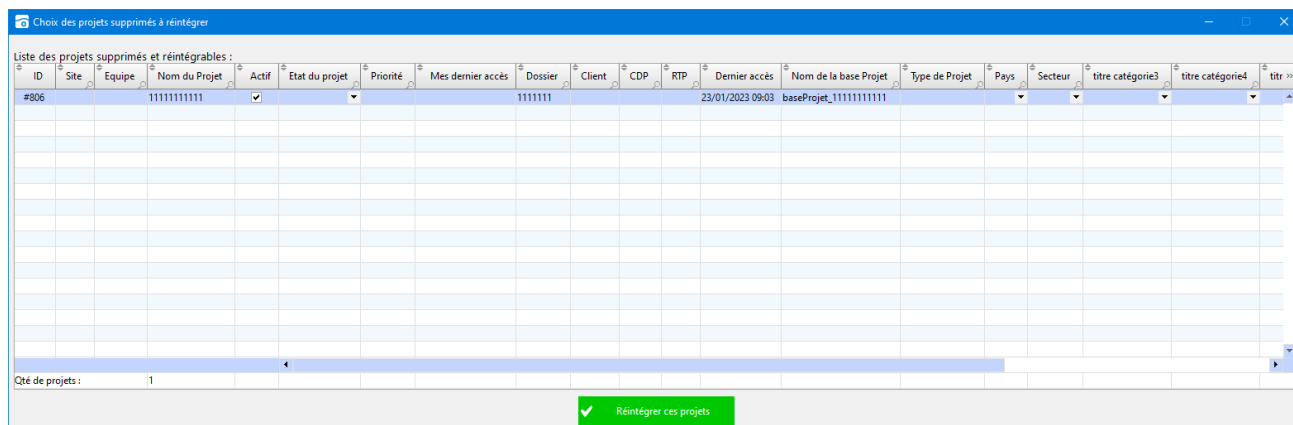 Choix des projets supprimés à réintégrer
Liste des projets supprimés et réintégrables :
ID Site Equipe Nom du Projet Actif Etat du projet Priorité Mes dernier accès Dossier Client CDP RTP Dernier accès Nom de la base Projet Type de Projet Pays Secteur titre catégorie3 titre catégorie4 titr »
#806 11111111111 1111111 23/01/2023 09:03 baseProjet_11111111111
Qté de projets : 1
Réintégrer ces projets